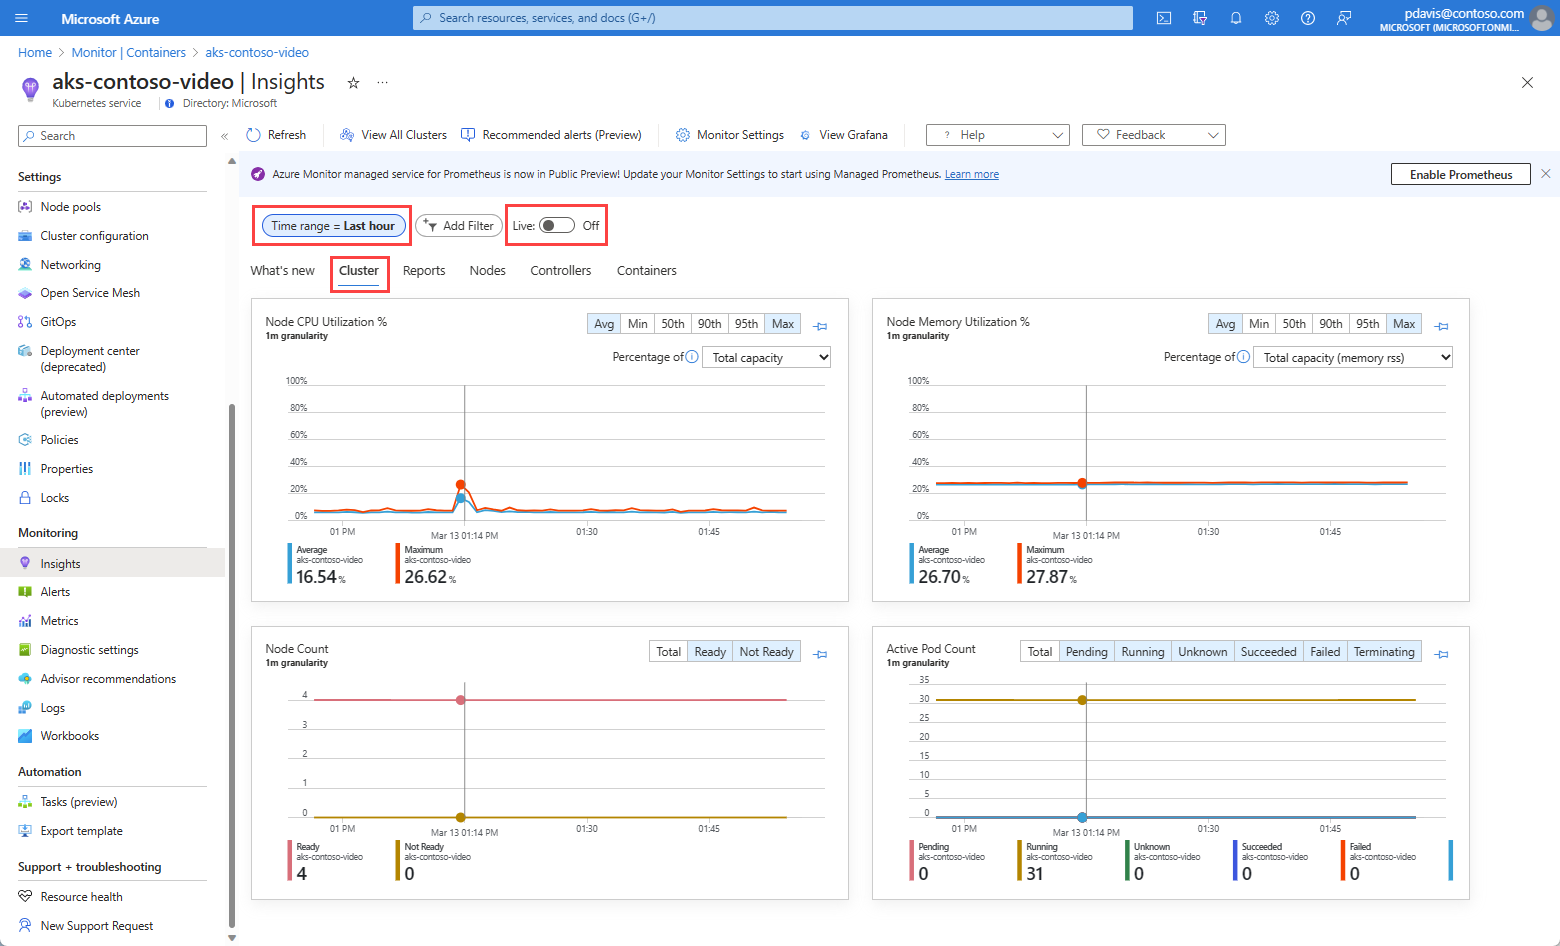 Microsoft Azure
Search resources, services, and docs (G+/)
pdavis@contoso.com
MICROSOFT (MICROSOFT.ONMI...
Home > Monitor | Containers > aks-contoso-video
aks-contoso-video | Insights
Kubernetes service
Directory: Microsoft
Search
Refresh
View All Clusters
Recommended alerts (Preview)
Monitor Settings
View Grafana
? Help
Feedback
Azure Monitor managed service for Prometheus is now in Public Preview! Update your Monitor Settings to start using Managed Prometheus. Learn more
Enable Prometheus
Settings
Node pools
Cluster configuration
Networking
Open Service Mesh
GitOps
Deployment center
(deprecated)
Automated deployments
(preview)
Policies
Properties
Locks
Monitoring
Insights
Alerts
Metrics
Diagnostic settings
Advisor recommendations
Logs
Workbooks
Automation
Tasks (preview)
Export template
Support + troubleshooting
Resource health
New Support Request
Time range = Last hour
Add Filter
Live: Off
What's new
Cluster
Reports
Nodes
Controllers
Containers
Node CPU Utilization %
1m granularity
Avg Min 50th 90th 95th Max
Percentage of Total capacity
100%
80%
60%
40%
20%
0%
01 PM Mar 13 01:14 PM 01:30 01:45
Average
aks-contoso-video
16.54 %
Maximum
aks-contoso-video
26.62 %
Node Memory Utilization %
1m granularity
Avg Min 50th 90th 95th Max
Percentage of Total capacity (memory rss)
100%
80%
60%
40%
20%
0%
01 PM Mar 13 01:14 PM 01:30 01:45
Average
aks-contoso-video
26.70 %
Maximum
aks-contoso-video
27.87 %
Node Count
1m granularity
Total Ready Not Ready
4
3
2
1
0
01 PM Mar 13 01:14 PM 01:30 01:45
Ready
aks-contoso-video
4
Not Ready
aks-contoso-video
0
Active Pod Count
1m granularity
Total Pending Running Unknown Succeeded Failed Terminating
35
30
25
20
15
10
5
0
01 PM Mar 13 01:14 PM 01:30 01:45
Pending
aks-contoso-video
0
Running
aks-contoso-video
31
Unknown
aks-contoso-video
0
Succeeded
aks-contoso-video
0
Failed
aks-contoso-video
0